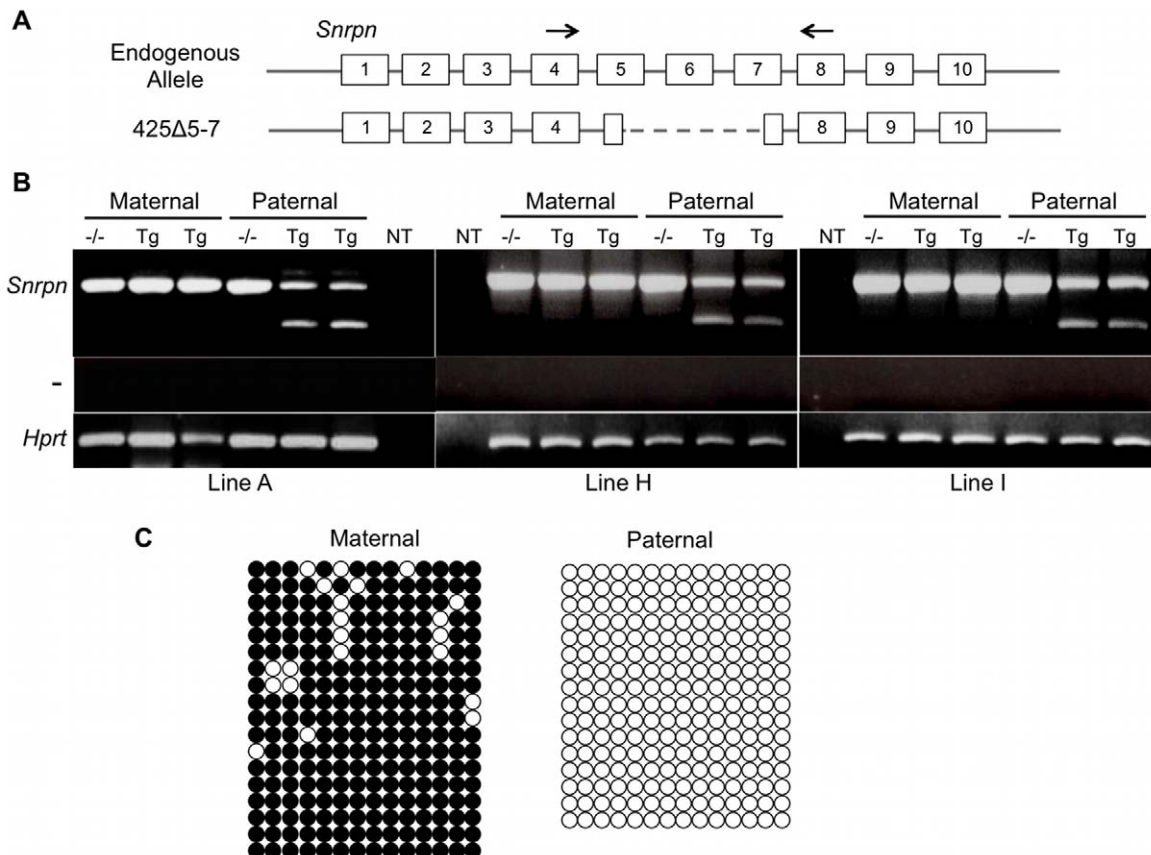 A
Snrpn
Endogenous
Allele
1 2 3 4 5 6 7 8 9 10
425Δ5-7
1 2 3 4 8 9 10
B
Maternal Paternal Maternal Paternal Maternal Paternal
-/- Tg Tg -/- Tg Tg NT NT -/- Tg Tg -/- Tg Tg NT -/- Tg Tg -/- Tg Tg
Snrpn
-
Hprt
Line A Line H Line I
C
Maternal Paternal